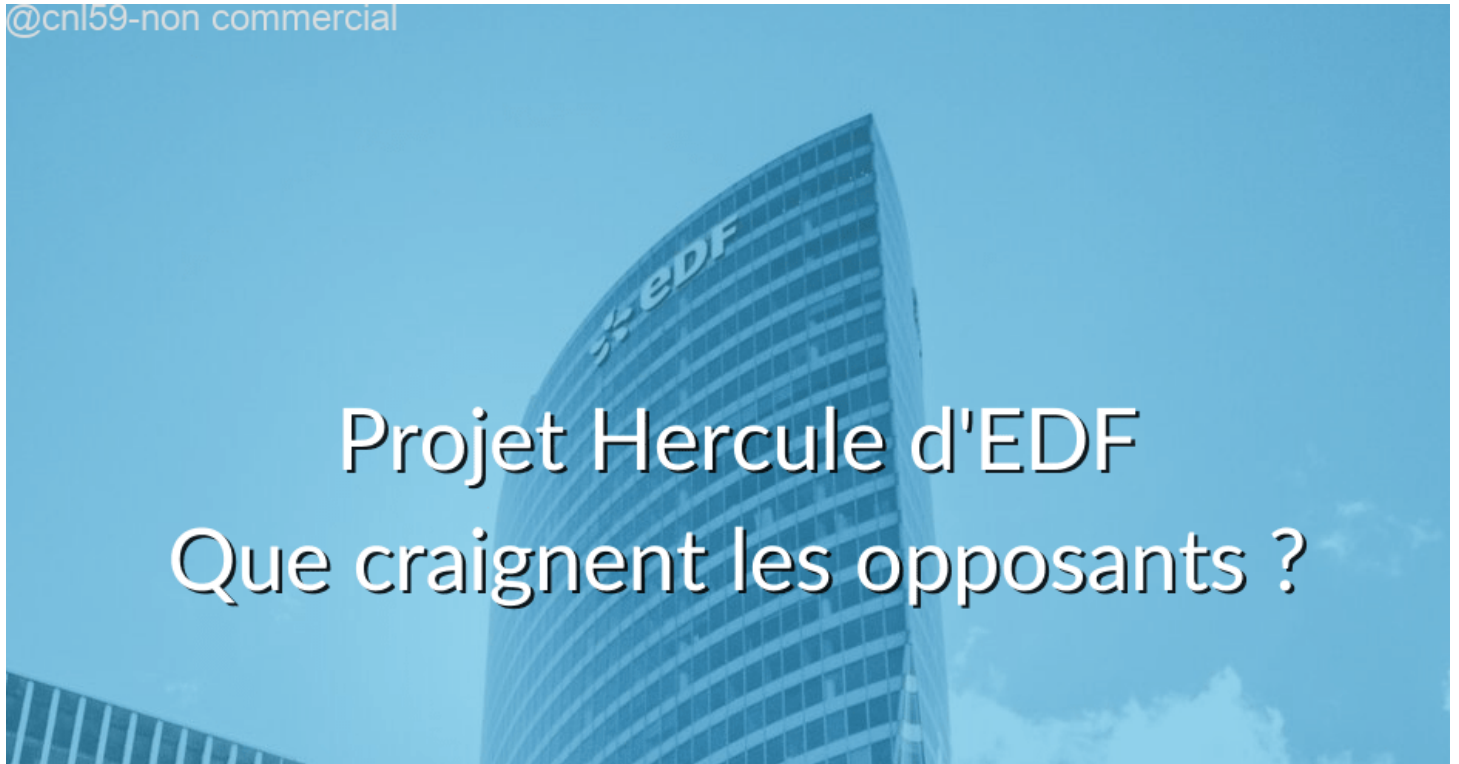 @cnl59-non commercial
eDF
Projet Hercule d'EDF
Que craignent les opposants ?